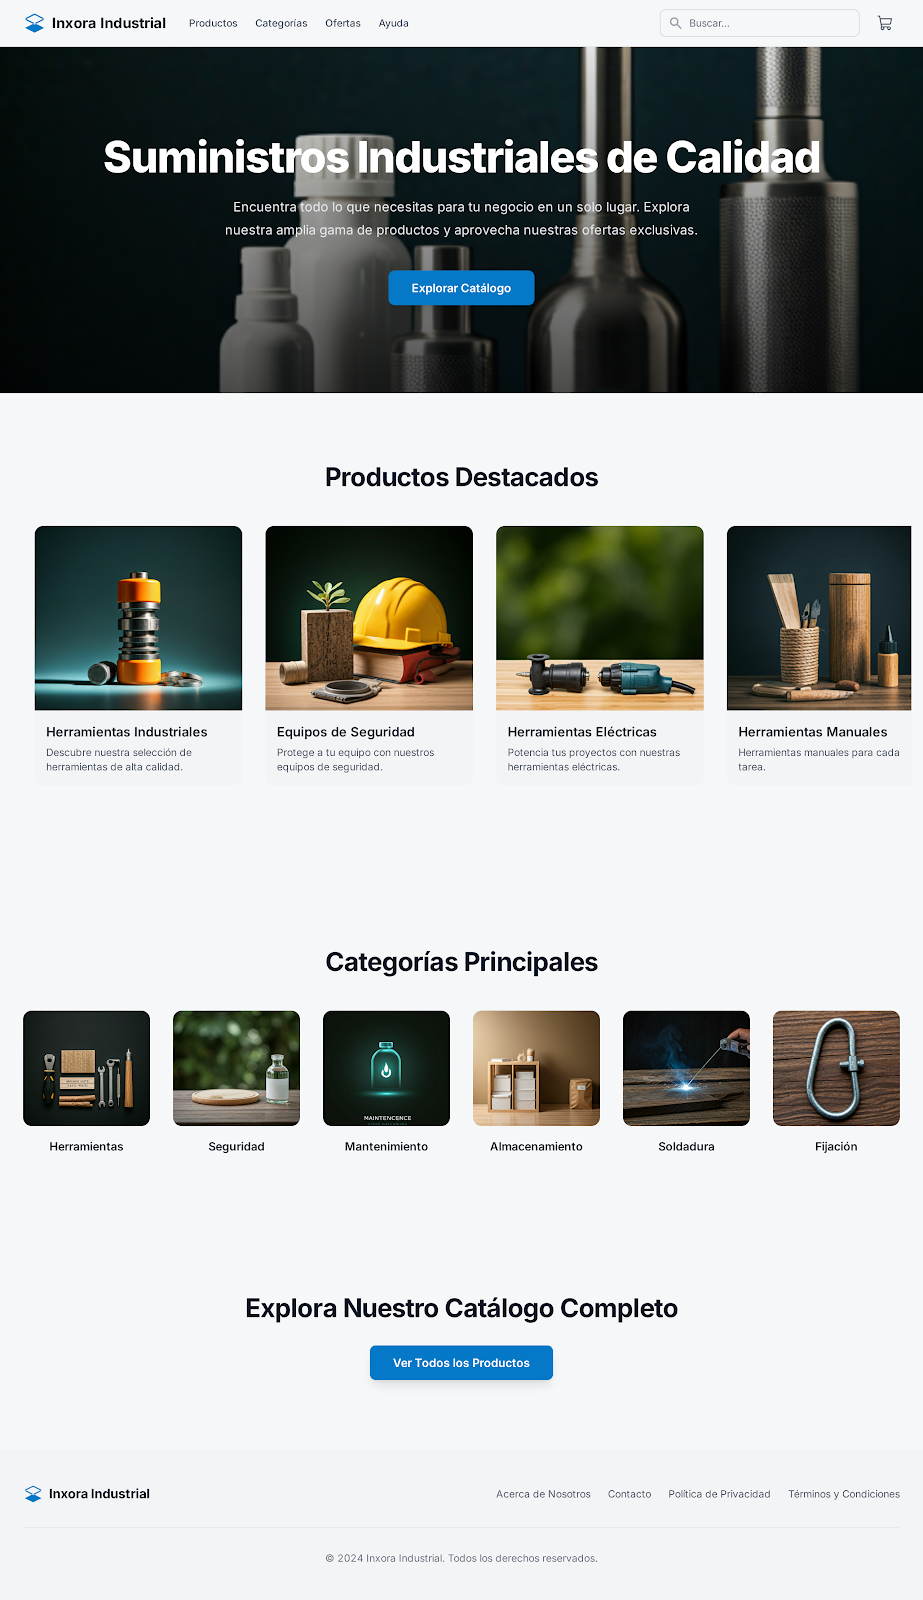 Inxora Industrial
Productos
Categorías
Ofertas
Ayuda
Buscar...
Suministros Industriales de Calidad
Encuentra todo lo que necesitas para tu negocio en un solo lugar. Explora
nuestra amplia gama de productos y aprovecha nuestras ofertas exclusivas.
Explorar Catálogo
Productos Destacados
Herramientas Industriales
Descubre nuestra selección de
herramientas de alta calidad.
Equipos de Seguridad
Protege a tu equipo con nuestros
equipos de seguridad.
Herramientas Eléctricas
Potencia tus proyectos con nuestras
herramientas eléctricas.
Herramientas Manuales
Herramientas manuales para cada
tarea.
Categorías Principales
MAINTENCENCE
Herramientas
Seguridad
Mantenimiento
Almacenamiento
Soldadura
Fijación
Explora Nuestro Catálogo Completo
Ver Todos los Productos
Inxora Industrial
Acerca de Nosotros
Contacto
Política de Privacidad
Términos y Condiciones
© 2024 Inxora Industrial. Todos los derechos reservados.